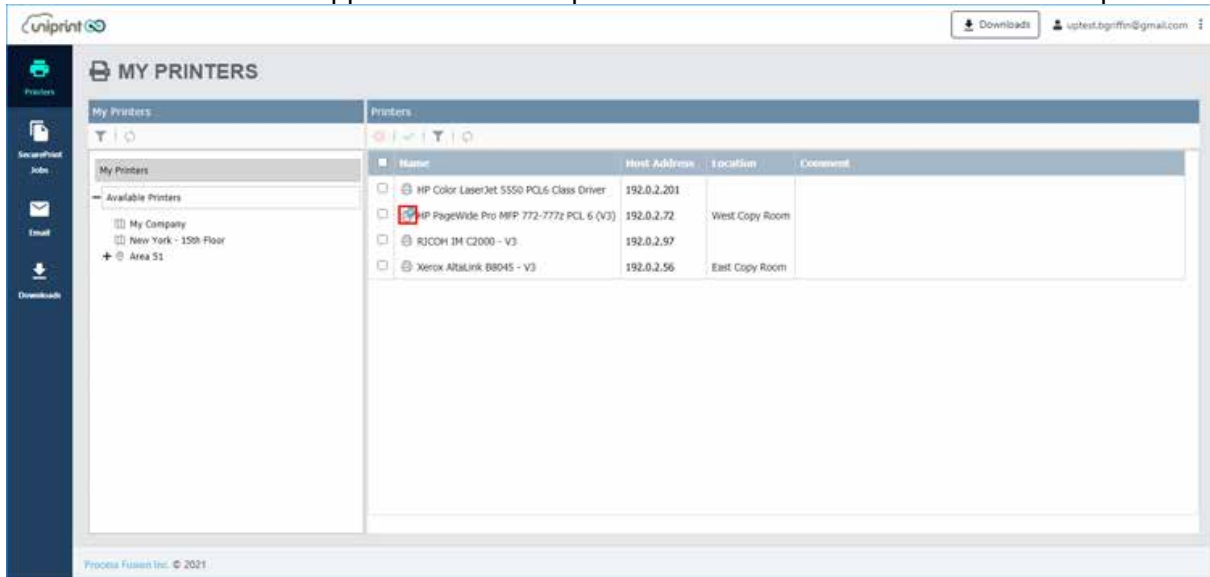 uniprint
Downloads
uptest.bgriffin@gmail.com
Printers
SecurePrint
Jobs
Email
Downloads
MY PRINTERS
My Printers
My Printers
Available Printers
My Company
New York - 15th Floor
Area 51
Printers
Name Host Address Location Comment
HP Color LaserJet 5550 PCL6 Class Driver 192.0.2.201
HP PageWide Pro MFP 772-777z PCL 6 (V3) 192.0.2.72 West Copy Room
RICOH IM C2000 - V3 192.0.2.97
Xerox AltaLink B8045 - V3 192.0.2.56 East Copy Room
Process Fusion Inc. © 2021